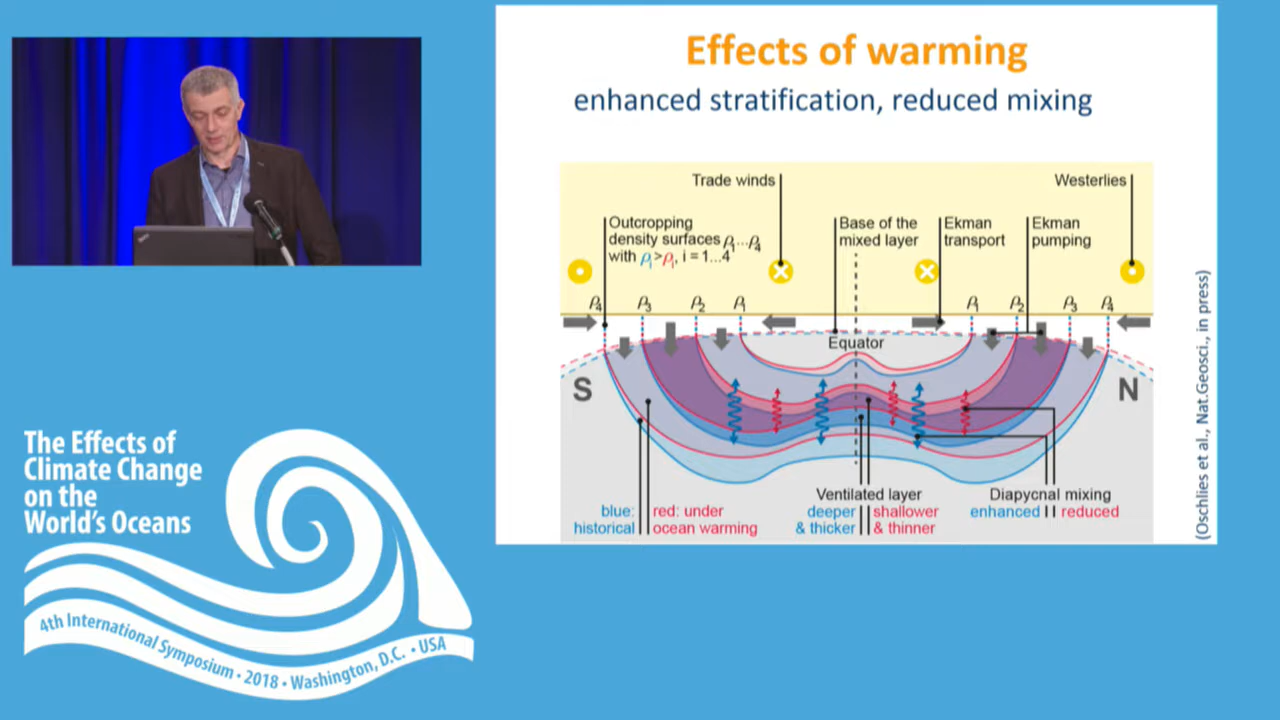 Effects of warming
enhanced stratification, reduced mixing
Trade winds
Westerlies
Outcropping
density surfaces ρ₁...ρ₄
with ρᵢ>ρᵢ, i = 1...4
Base of the
mixed layer
Ekman
transport
Ekman
pumping
ρ₄ ρ₃ ρ₂ ρ₁ ρ₁ ρ₂ ρ₃ ρ₄
Equator
S
N
Ventilated layer
deeper
& thicker
shallower
& thinner
Diapycnal mixing
enhanced
reduced
blue:
historical
red: under
ocean warming
(Oschlies et al., Nat.Geosci., in press)
The Effects of
Climate Change
on the
World's Oceans
4th International Symposium • 2018 • Washington, D.C. • USA